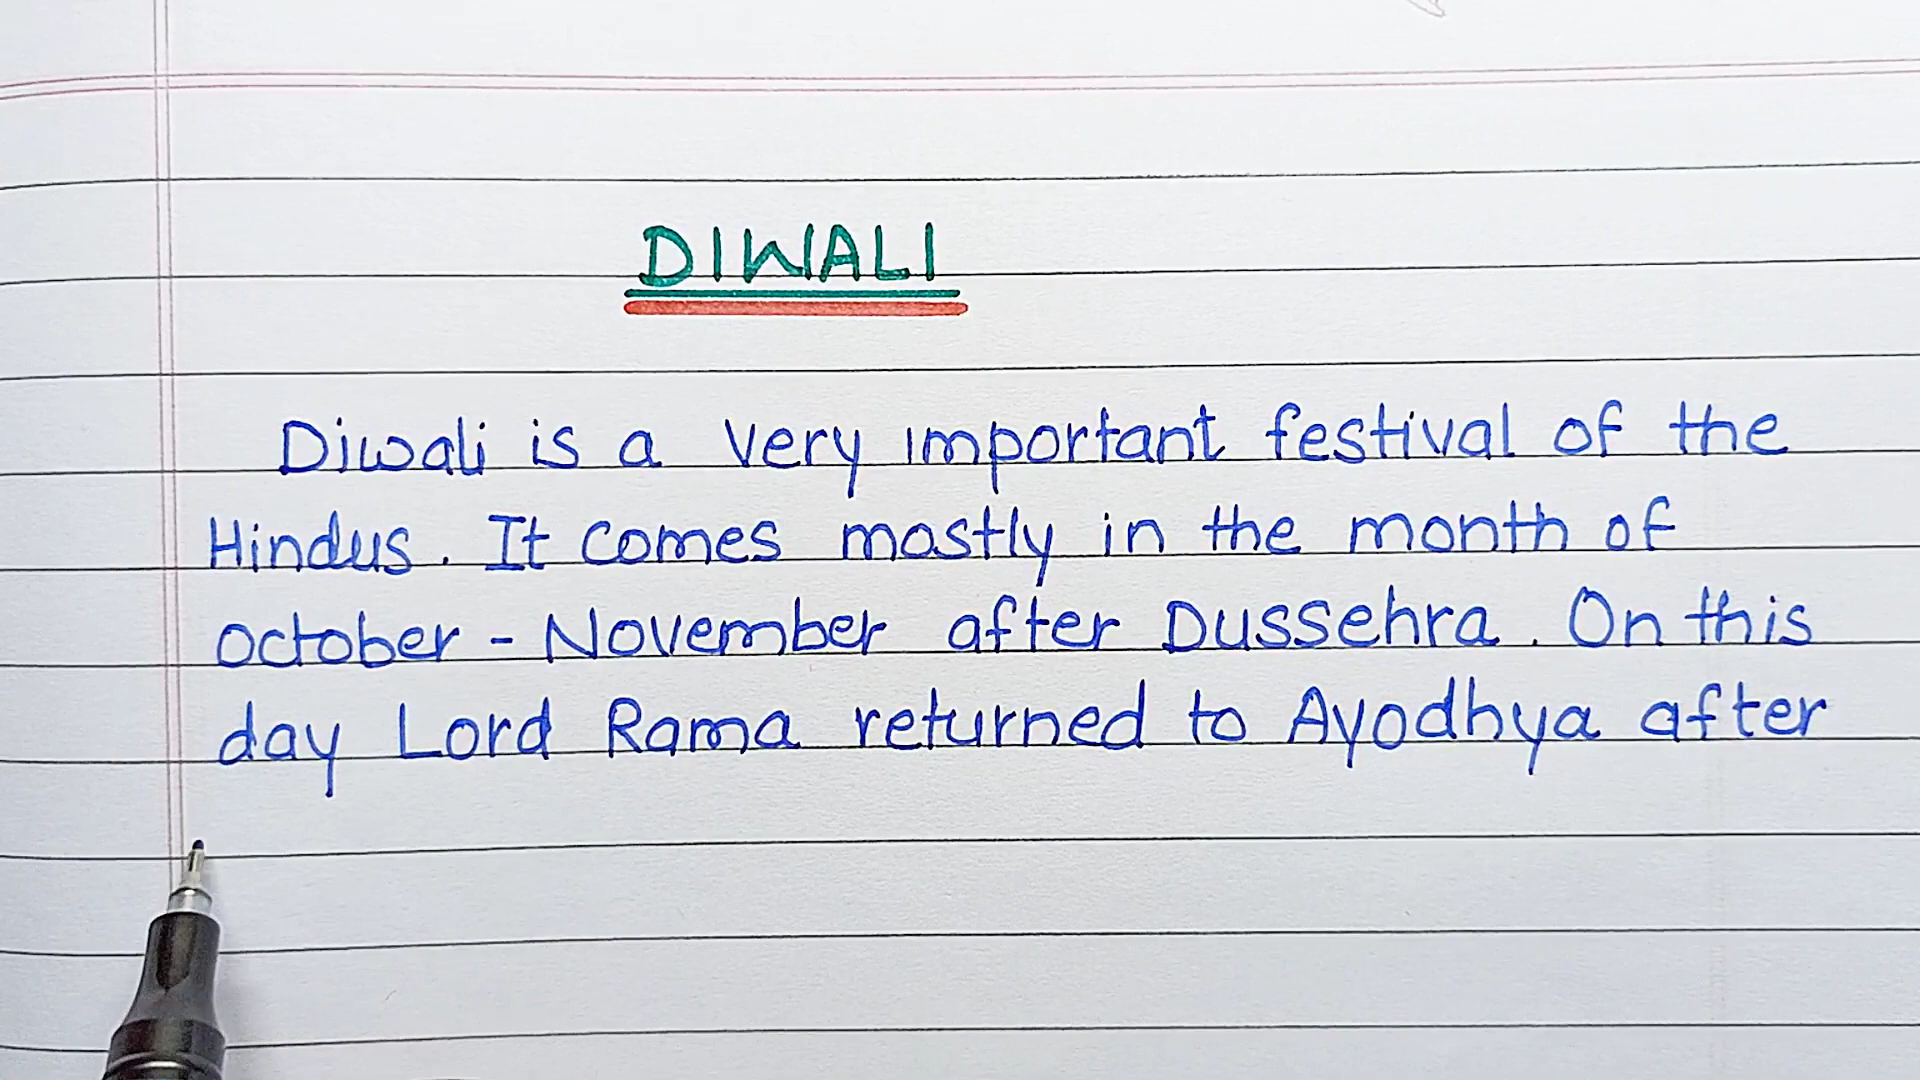 DIWALI
Diwali is a very important festival of the
Hindus. It comes mostly in the month of
october - November after Dussehra. On this
day Lord Rama returned to Ayodhya after